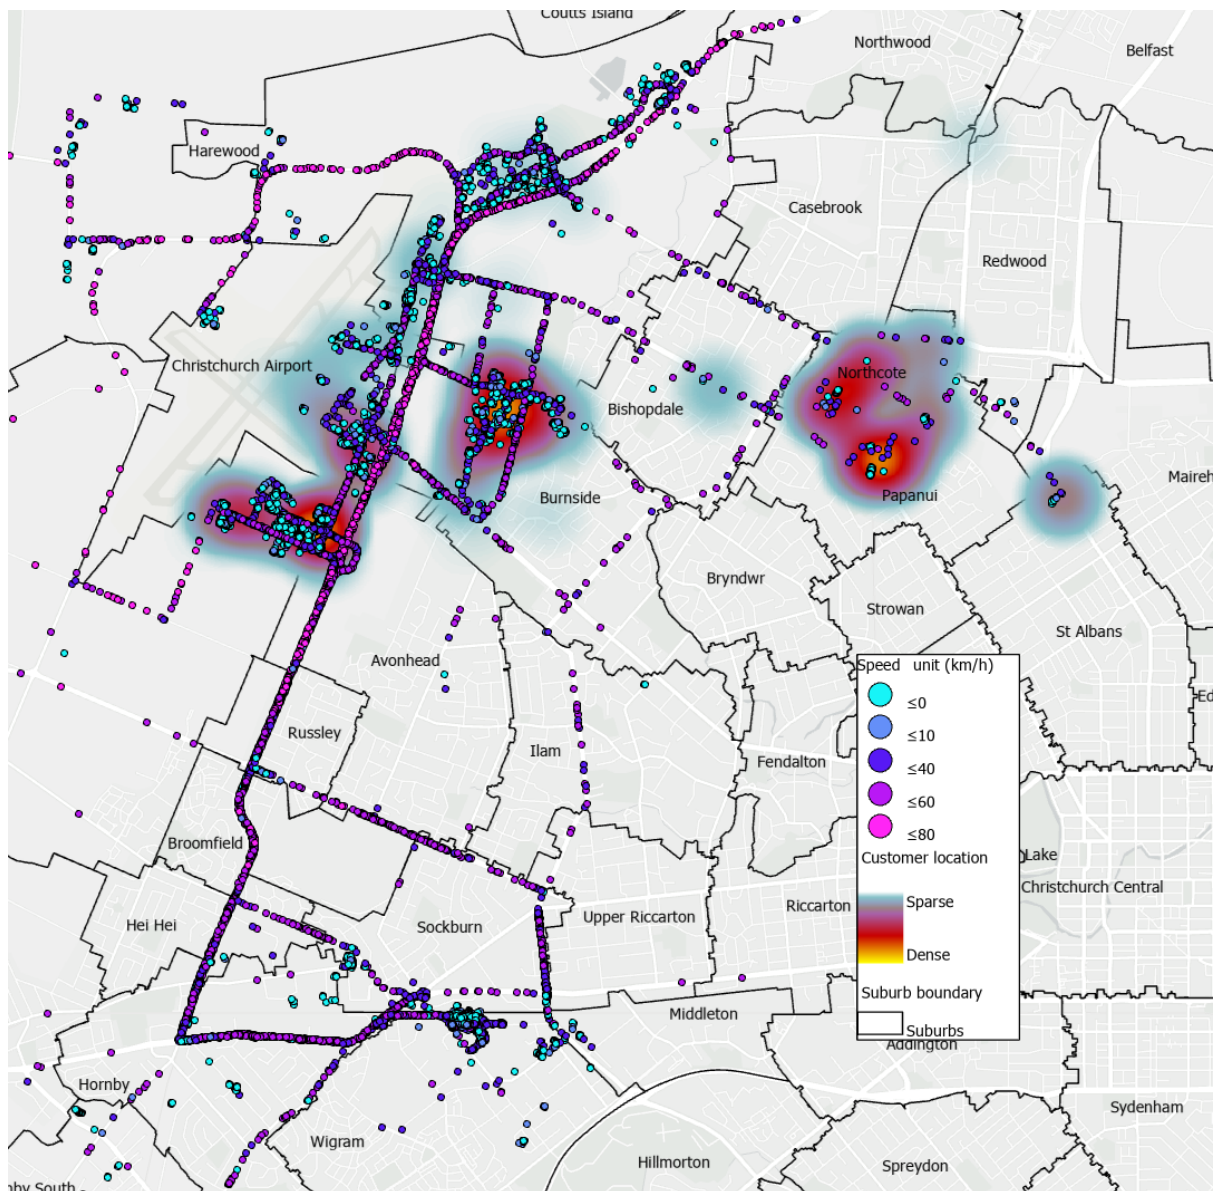 Coutts Island
Northwood
Belfast
Harewood
Casebrook
Redwood
Christchurch Airport
Northcote
Bishopdale
Burnside
Papanui
Maireh
Bryndwr
Strowan
St Albans
Avonhead
Russley
Ilam
Fendalton
Ed
Speed unit (km/h)
≤0
≤10
≤40
≤60
≤80
Customer location
Sparse
Dense
Suburb boundary
Suburbs
Broomfield
Lake
Christchurch Central
Hei Hei
Sockburn
Upper Riccarton
Riccarton
Middleton
Addington
Hornby
Sydenham
Wigram
Hillmorton
Spreydon
nby South